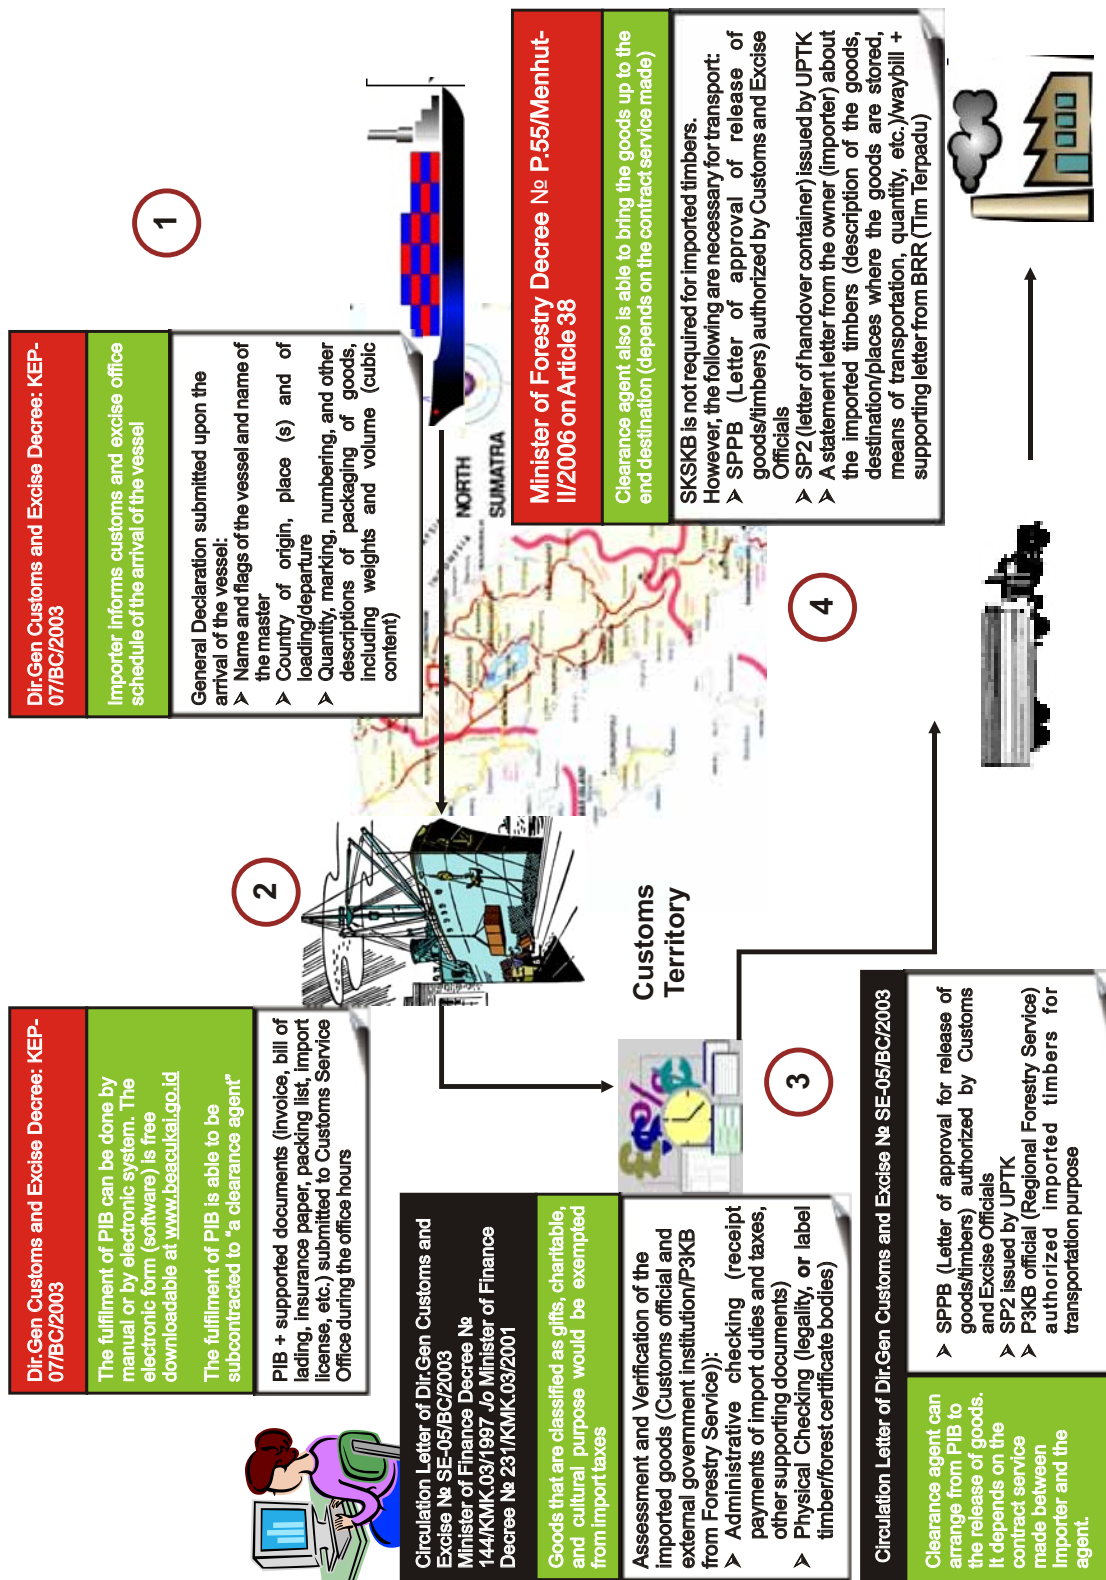 1
Dir.Gen Customs and Excise Decree: KEP-
07/BC/2003
Importer informs customs and excise office
schedule of the arrival of the vessel
General Declaration submitted upon the
arrival of the vessel:
➢ Name and flags of the vessel and name of
the master
➢ Country of origin, place (s) and of
loading/departure
➢ Quantity, marking, numbering, and other
descriptions of packaging of goods,
including weights and volume (cubic
content)
NORTH
SUMATRA
2
Dir.Gen Customs and Excise Decree: KEP-
07/BC/2003
The fulfilment of PIB can be done by
manual or by electronic system. The
electronic form (software) is free
downloadable at www.beacukai.go.id
The fulfilment of PIB is able to be
subcontracted to “a clearance agent”
PIB + supported documents (invoice, bill of
lading, insurance paper, packing list, import
license, etc.) submitted to Customs Service
Office during the office hours
Customs
Territory
3
Circulation Letter of Dir.Gen Customs and
Excise № SE-05/BC/2003
Minister of Finance Decree №
144/KMK.03/1997 Jo Minister of Finance
Decree № 231/KMK.03/2001
Goods that are classified as gifts, charitable,
and cultural purpose would be exempted
from import taxes
Assessment and Verification of the
imported goods (Customs official and
external government institution/P3KB
from Forestry Service)):
➢ Administrative checking (receipt
payments of import duties and taxes,
other supporting documents)
➢ Physical Checking (legality, or label
timber/forest certificate bodies)
Circulation Letter of Dir.Gen Customs and Excise № SE-05/BC/2003
Clearance agent can
arrange from PIB to
the release of goods.
It depends on the
contract service
made between
Importer and the
agent.
➢ SPPB (Letter of approval for release of
goods/timbers) authorized by Customs
and Excise Officials
➢ SP2 issued by UPTK
➢ P3KB official (Regional Forestry Service)
authorized imported timbers for
transportation purpose
4
Minister of Forestry Decree № P.55/Menhut-
II/2006 on Article 38
Clearance agent also is able to bring the goods up to the
end destination (depends on the contract service made)
SKSKB is not required for imported timbers.
However, the following are necessary for transport:
➢ SPPB (Letter of approval of release of
goods/timbers) authorized by Customs and Excise
Officials
➢ SP2 (letter of handover container) issued by UPTK
➢ A statement letter from the owner (importer) about
the imported timbers (description of the goods,
destination/places where the goods are stored,
means of transportation, quantity, etc.)/waybill +
supporting letter from BRR (Tim Terpadu)